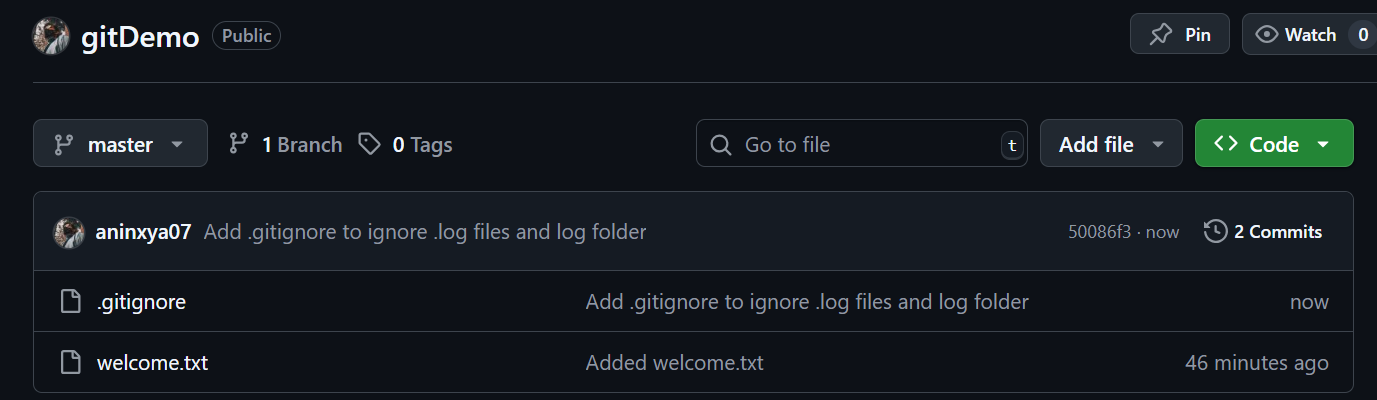 gitDemo Public Pin Watch 0
master 1 Branch 0 Tags Go to file t Add file Code
aninxya07 Add .gitignore to ignore .log files and log folder 50086f3 · now 2 Commits
.gitignore Add .gitignore to ignore .log files and log folder now
welcome.txt Added welcome.txt 46 minutes ago